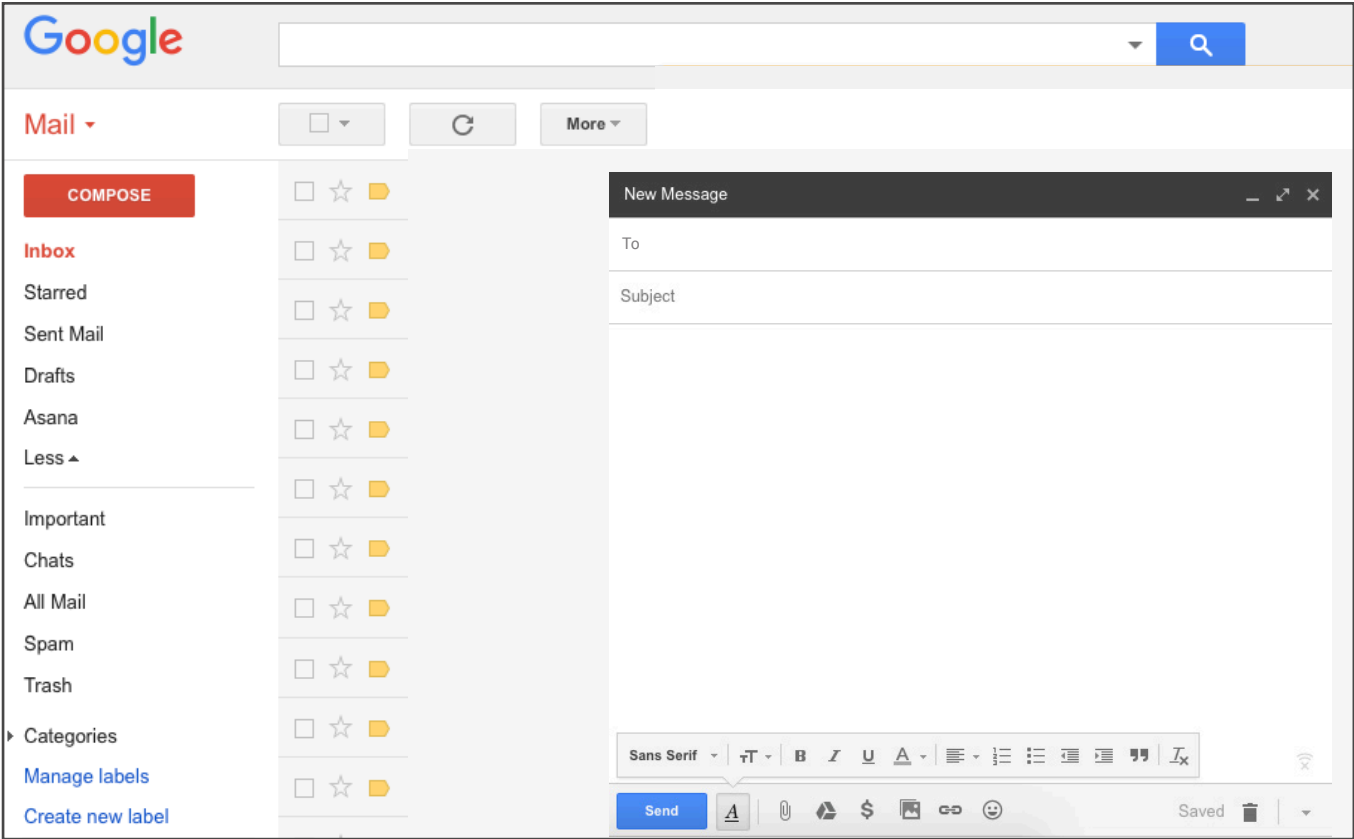 Google
Mail
More
COMPOSE
Inbox
Starred
Sent Mail
Drafts
Asana
Less
Important
Chats
All Mail
Spam
Trash
Categories
Manage labels
Create new label
New Message
To
Subject
Sans Serif
Send
Saved